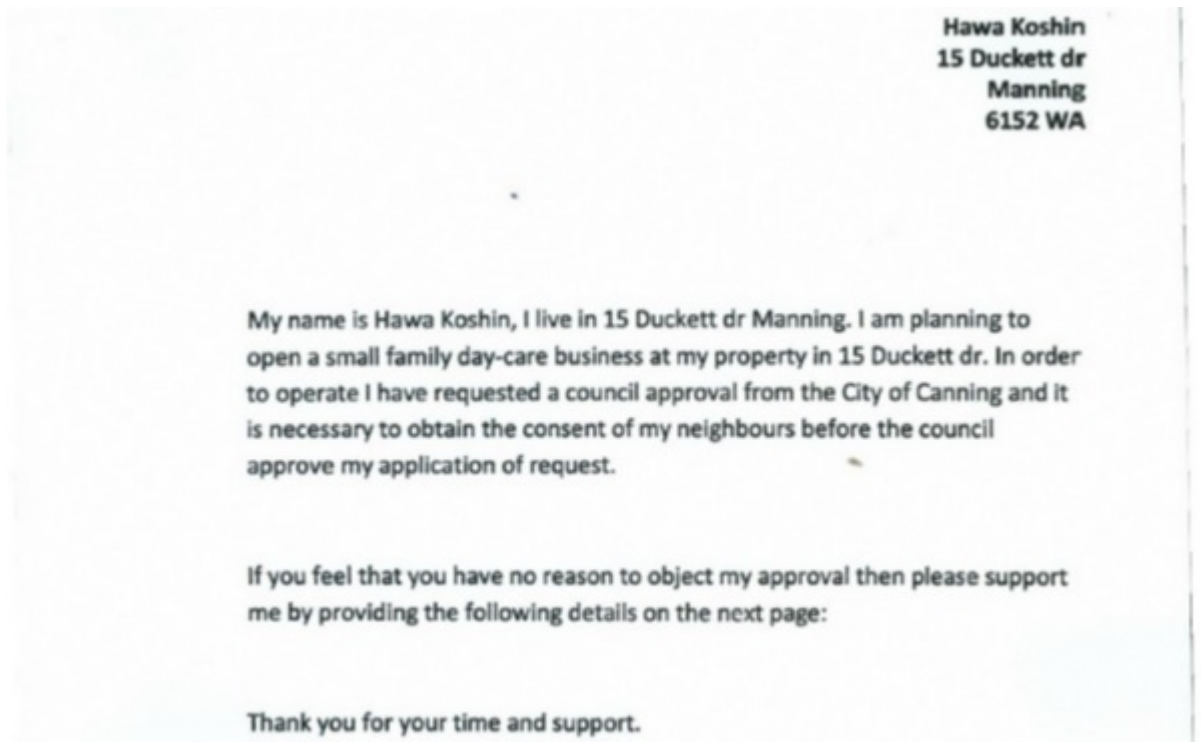 Hawa Koshin
15 Duckett dr
Manning
6152 WA
My name is Hawa Koshin, I live in 15 Duckett dr Manning. I am planning to
open a small family day-care business at my property in 15 Duckett dr. In order
to operate I have requested a council approval from the City of Canning and it
is necessary to obtain the consent of my neighbours before the council
approve my application of request.
If you feel that you have no reason to object my approval then please support
me by providing the following details on the next page:
Thank you for your time and support.